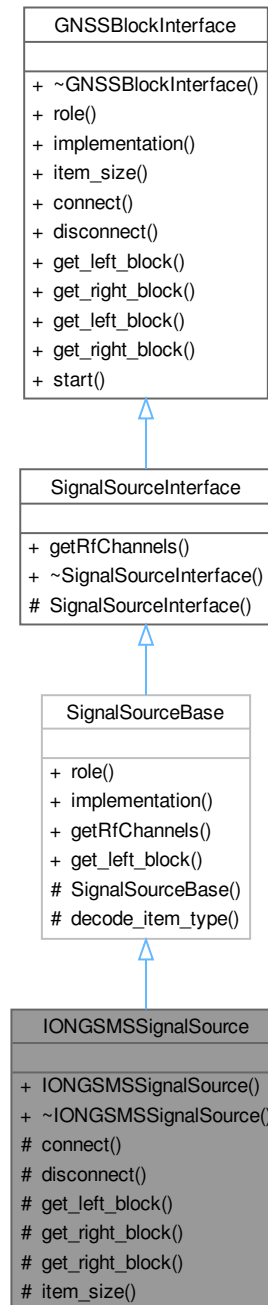 GNSSBlockInterface
+ ~GNSSBlockInterface()
+ role()
+ implementation()
+ item_size()
+ connect()
+ disconnect()
+ get_left_block()
+ get_right_block()
+ get_left_block()
+ get_right_block()
+ start()
SignalSourceInterface
+ getRfChannels()
+ ~SignalSourceInterface()
# SignalSourceInterface()
SignalSourceBase
+ role()
+ implementation()
+ getRfChannels()
+ get_left_block()
# SignalSourceBase()
# decode_item_type()
IONGSMSSignalSource
+ IONGSMSSignalSource()
+ ~IONGSMSSignalSource()
# connect()
# disconnect()
# get_left_block()
# get_right_block()
# get_right_block()
# item_size()